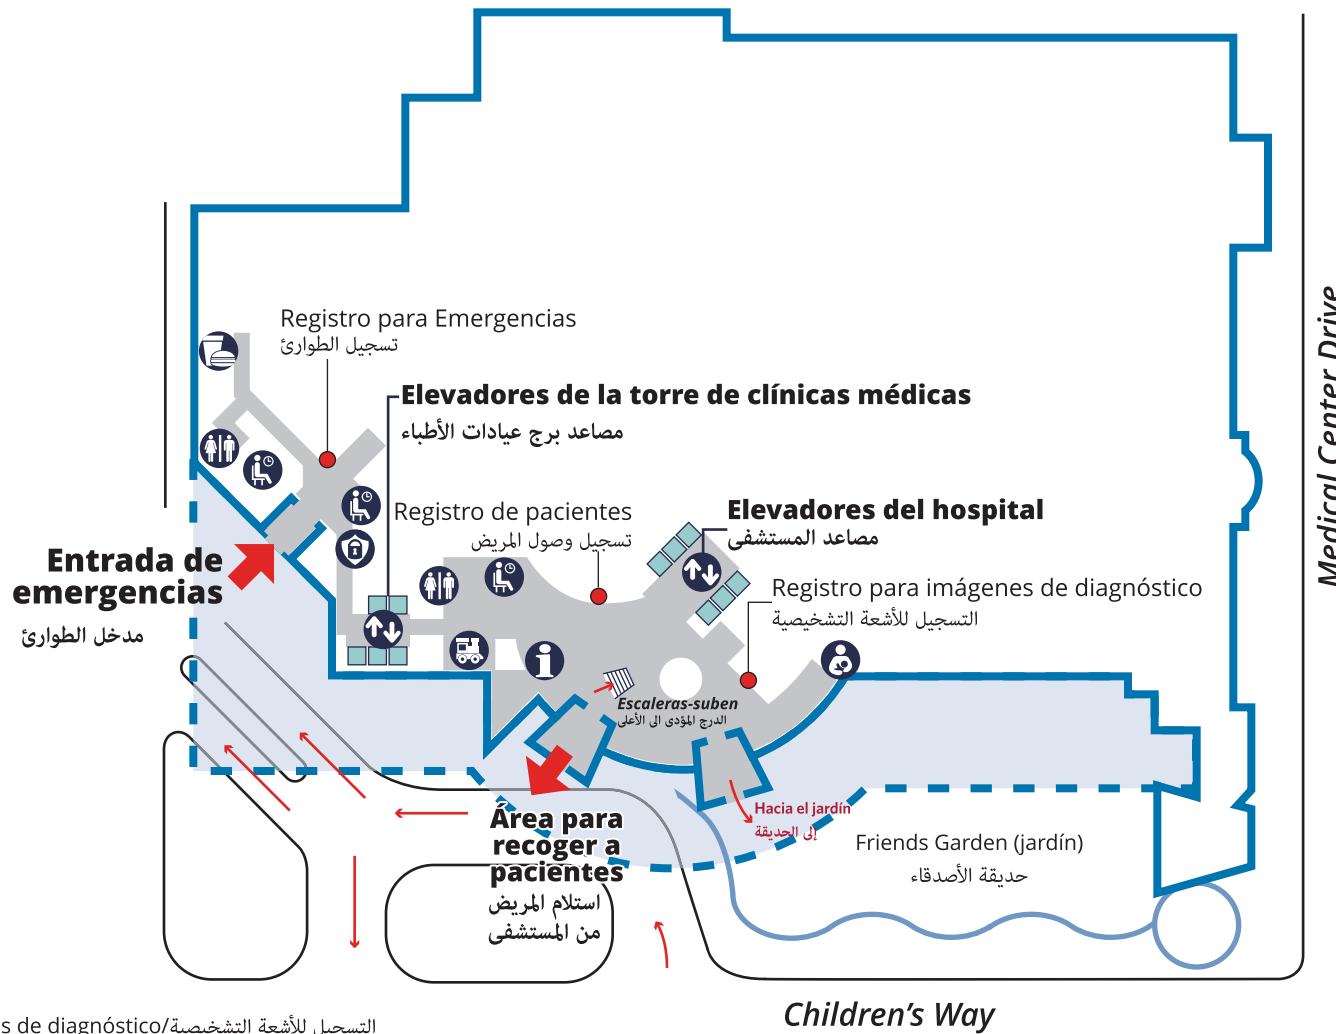 Registro para Emergencias
تسجيل الطوارئ
Elevadores de la torre de clínicas médicas
مصاعد برج عيادات الأطباء
Registro de pacientes
تسجيل وصول المريض
Elevadores del hospital
مصاعد المستشفى
Registro para imágenes de diagnóstico
التسجيل للأشعة التشخيصية
Entrada de
emergencias
مدخل الطوارئ
Escaleras-suben
الدرج المؤدى الى الأعلى
Hacia el jardín
إلى الحديقة
Área para
recoger a
pacientes
استلام المريض
من المستشفى
Friends Garden (jardín)
حديقة الأصدقاء
Medical Center Drive
Children's Way
s de diagnóstico/التسجيل للأشعة التشخيصية